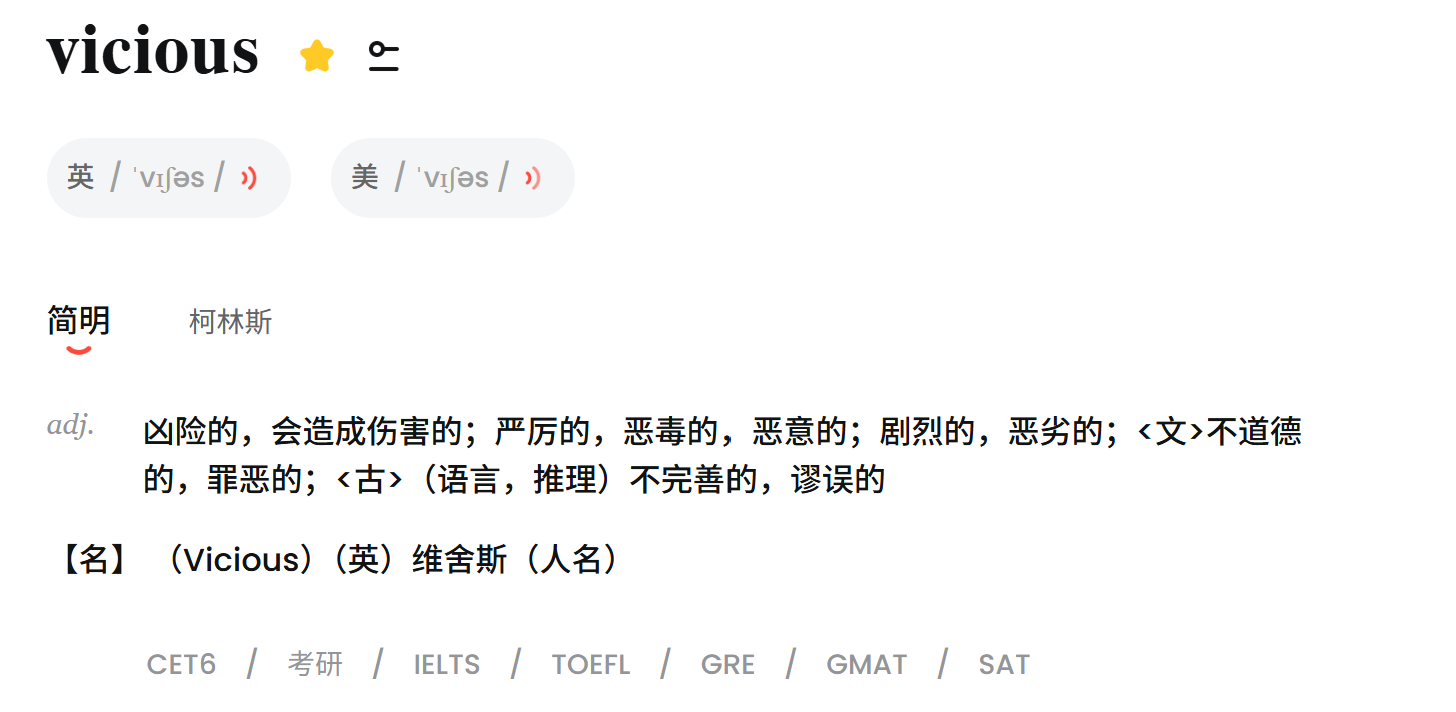 vicious
英 / ˈvɪʃəs / 美 / ˈvɪʃəs /
简明 柯林斯
adj. 凶险的，会造成伤害的；严厉的，恶毒的，恶意的；剧烈的，恶劣的；<文>不道德
的，罪恶的；<古>（语言，推理）不完善的，谬误的
【名】 （Vicious）（英）维舍斯（人名）
CET6 / 考研 / IELTS / TOEFL / GRE / GMAT / SAT